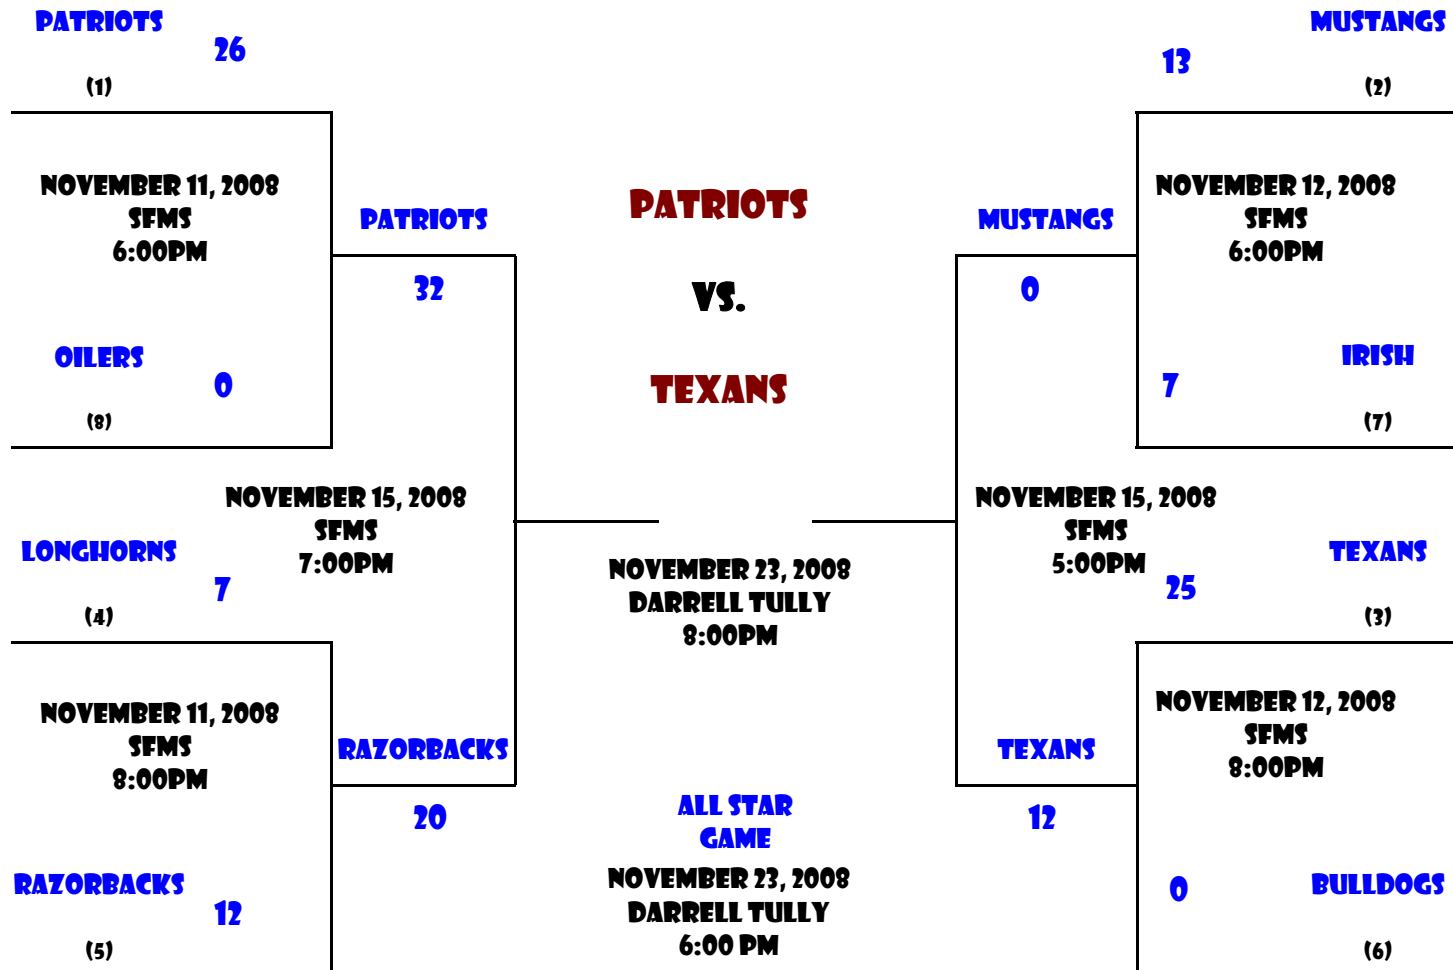 PATRIOTS
26
(1)
NOVEMBER 11, 2008
SFMS
6:00PM
OILERS
0
(8)
PATRIOTS
32
LONGHORNS
7
(4)
NOVEMBER 15, 2008
SFMS
7:00PM
NOVEMBER 11, 2008
SFMS
8:00PM
RAZORBACKS
20
RAZORBACKS
12
(5)
PATRIOTS
VS.
TEXANS
NOVEMBER 23, 2008
DARRELL TULLY
8:00PM
ALL STAR
GAME
NOVEMBER 23, 2008
DARRELL TULLY
6:00 PM
MUSTANGS
13
(2)
NOVEMBER 12, 2008
SFMS
6:00PM
MUSTANGS
0
IRISH
7
(7)
NOVEMBER 15, 2008
SFMS
5:00PM
TEXANS
25
(3)
NOVEMBER 12, 2008
SFMS
8:00PM
TEXANS
12
0
BULLDOGS
(6)